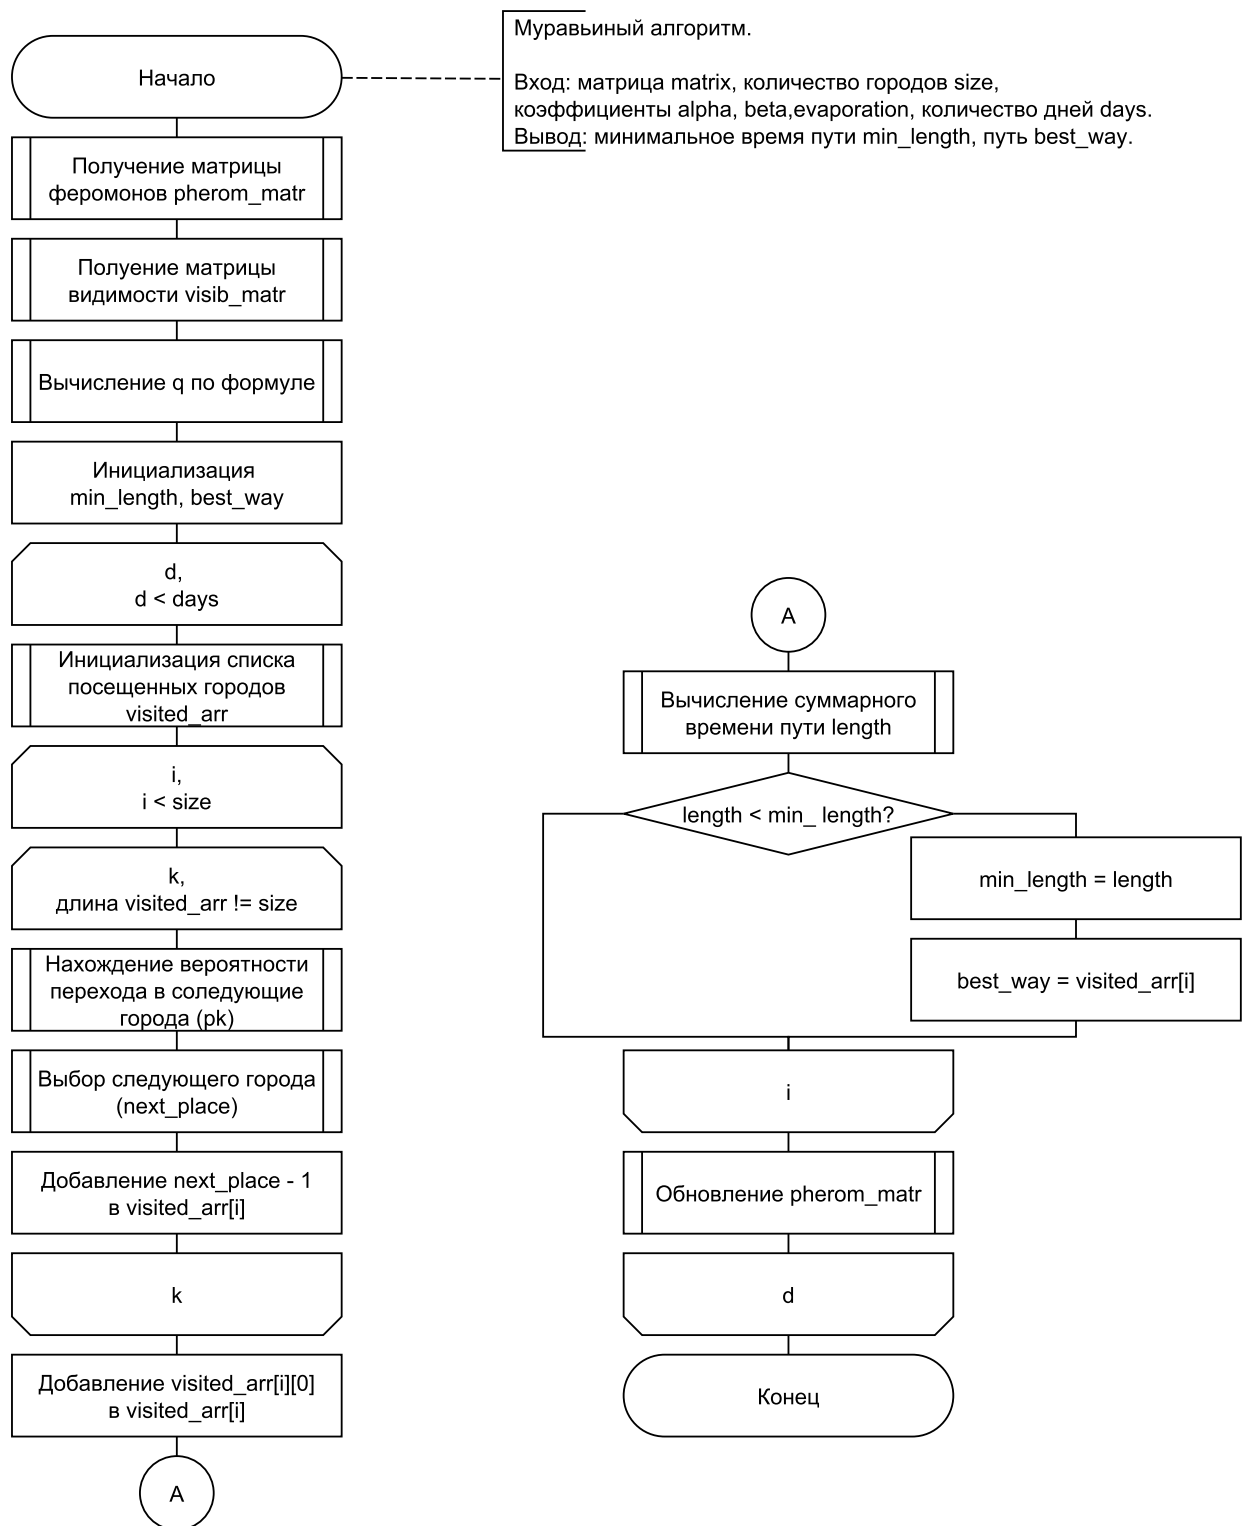 Начало
Муравьиный алгоритм.
Вход: матрица matrix, количество городов size,
коэффициенты alpha, beta,evaporation, количество дней days.
Вывод: минимальное время пути min_length, путь best_way.
Получение матрицы
феромонов pherom_matr
Полуение матрицы
видимости visib_matr
Вычисление q по формуле
Инициализация
min_length, best_way
d,
d < days
Инициализация списка
посещенных городов
visited_arr
i,
i < size
k,
длина visited_arr != size
Нахождение вероятности
перехода в соледующие
города (pk)
Выбор следующего города
(next_place)
Добавление next_place - 1
в visited_arr[i]
k
Добавление visited_arr[i][0]
в visited_arr[i]
A
A
Вычисление суммарного
времени пути length
length < min_ length?
min_length = length
best_way = visited_arr[i]
i
Обновление pherom_matr
d
Конец